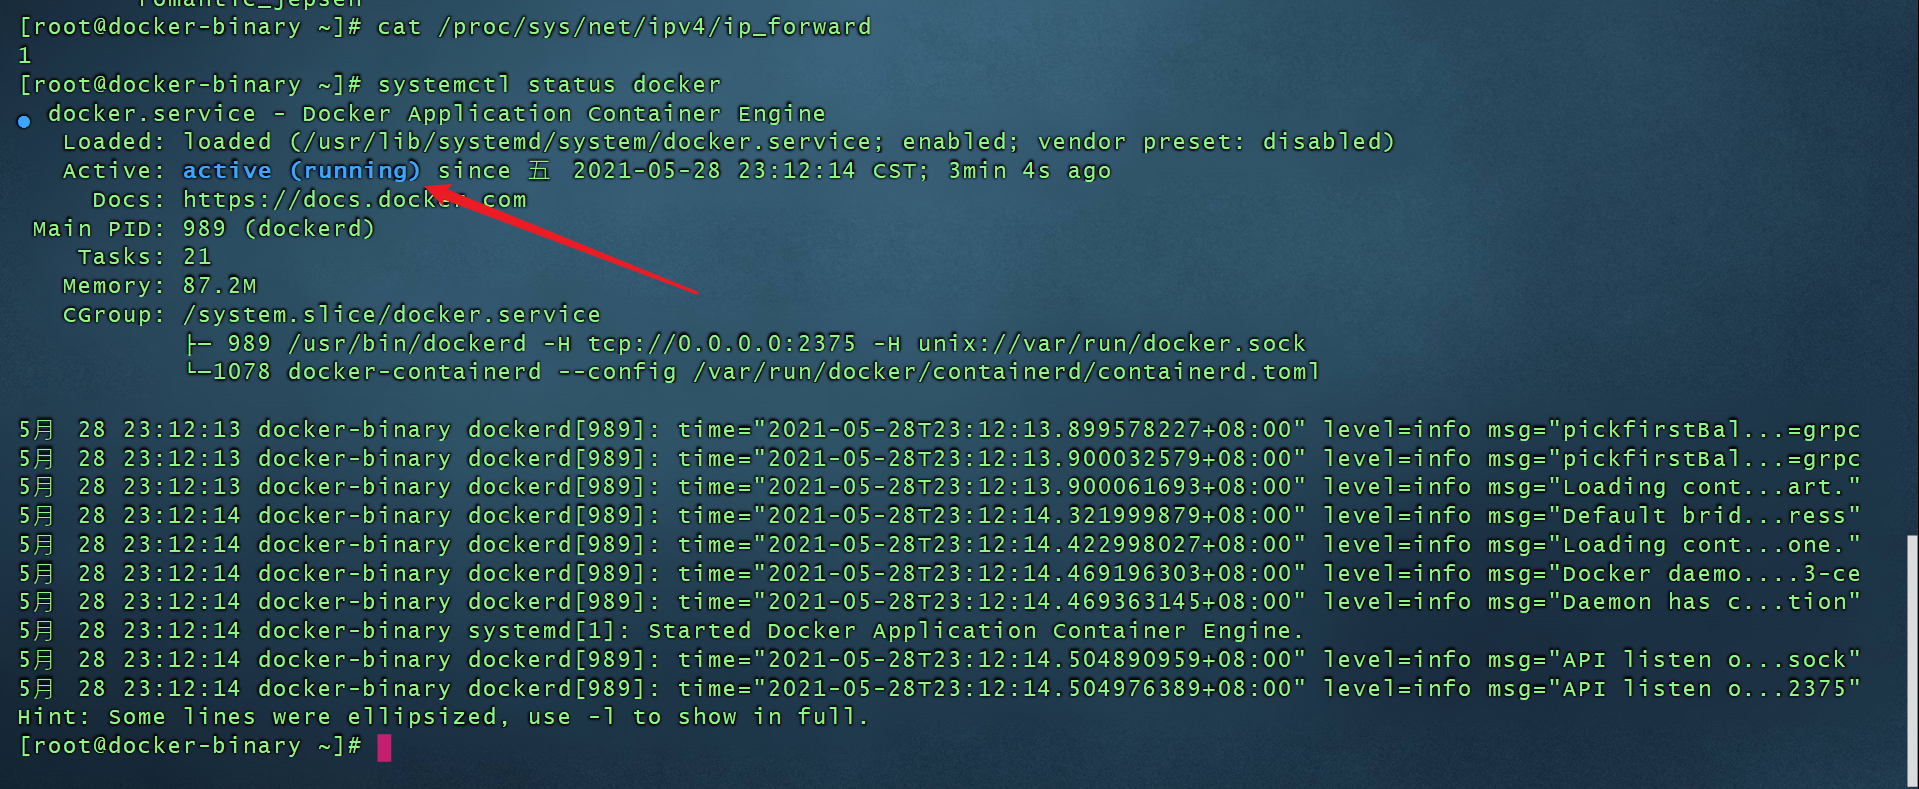 romantic_jepsen
[root@docker-binary ~]# cat /proc/sys/net/ipv4/ip_forward
1
[root@docker-binary ~]# systemctl status docker
● docker.service - Docker Application Container Engine
   Loaded: loaded (/usr/lib/systemd/system/docker.service; enabled; vendor preset: disabled)
   Active: active (running) since 五 2021-05-28 23:12:14 CST; 3min 4s ago
     Docs: https://docs.docker.com
 Main PID: 989 (dockerd)
    Tasks: 21
   Memory: 87.2M
   CGroup: /system.slice/docker.service
           ├─ 989 /usr/bin/dockerd -H tcp://0.0.0.0:2375 -H unix://var/run/docker.sock
           └─1078 docker-containerd --config /var/run/docker/containerd/containerd.toml
5月 28 23:12:13 docker-binary dockerd[989]: time="2021-05-28T23:12:13.899578227+08:00" level=info msg="pickfirstBal...=grpc
5月 28 23:12:13 docker-binary dockerd[989]: time="2021-05-28T23:12:13.900032579+08:00" level=info msg="pickfirstBal...=grpc
5月 28 23:12:13 docker-binary dockerd[989]: time="2021-05-28T23:12:13.900061693+08:00" level=info msg="Loading cont...art."
5月 28 23:12:14 docker-binary dockerd[989]: time="2021-05-28T23:12:14.321999879+08:00" level=info msg="Default brid...ress"
5月 28 23:12:14 docker-binary dockerd[989]: time="2021-05-28T23:12:14.422998027+08:00" level=info msg="Loading cont...one."
5月 28 23:12:14 docker-binary dockerd[989]: time="2021-05-28T23:12:14.469196303+08:00" level=info msg="Docker daemo....3-ce
5月 28 23:12:14 docker-binary dockerd[989]: time="2021-05-28T23:12:14.469363145+08:00" level=info msg="Daemon has c...tion"
5月 28 23:12:14 docker-binary systemd[1]: Started Docker Application Container Engine.
5月 28 23:12:14 docker-binary dockerd[989]: time="2021-05-28T23:12:14.504890959+08:00" level=info msg="API listen o...sock"
5月 28 23:12:14 docker-binary dockerd[989]: time="2021-05-28T23:12:14.504976389+08:00" level=info msg="API listen o...2375"
Hint: Some lines were ellipsized, use -l to show in full.
[root@docker-binary ~]#